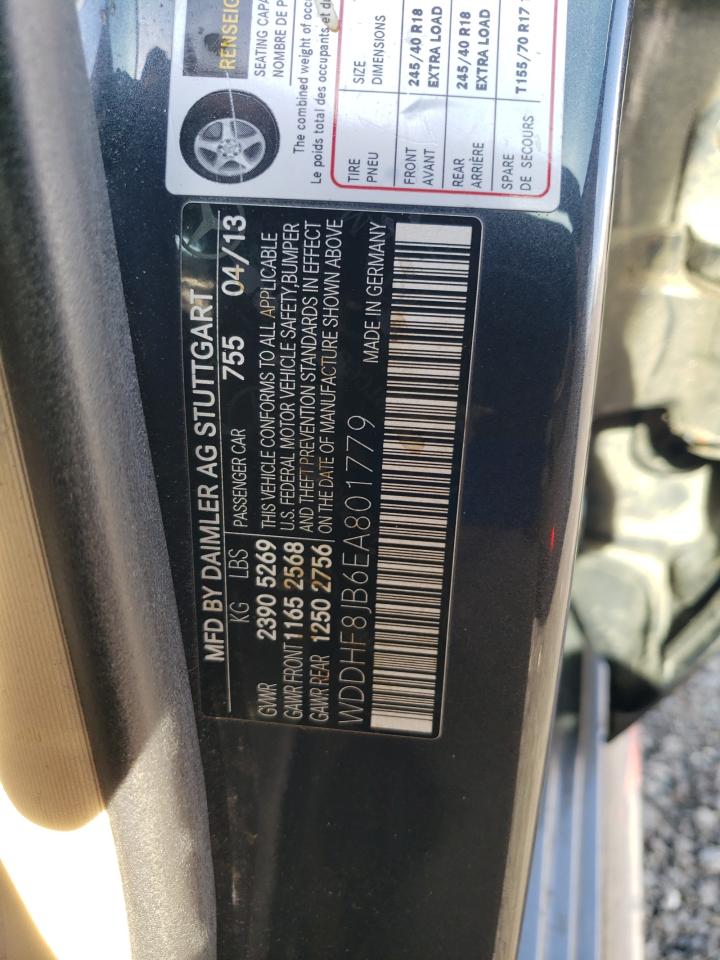 RENSEIG
SEATING CAPA
NOMBRE DE P
The combined weight of occup
Le poids total des occupants et du
TIRE SIZE
PNEU DIMENSIONS
FRONT 245/40 R18
AVANT EXTRA LOAD
REAR 245/40 R18
ARRIÈRE EXTRA LOAD
SPARE T155/70 R17
DE SECOURS
MFD BY DAIMLER AG STUTTGART
KG LBS PASSENGER CAR 755 04/13
GVWR 2390 5269 THIS VEHICLE CONFORMS TO ALL APPLICABLE
GAWR FRONT 1165 2568 U.S. FEDERAL MOTOR VEHICLE SAFETY,BUMPER
AND THEFT PREVENTION STANDARDS IN EFFECT
GAWR REAR 1250 2756 ON THE DATE OF MANUFACTURE SHOWN ABOVE
WDDHF8JB6EA801779 MADE IN GERMANY